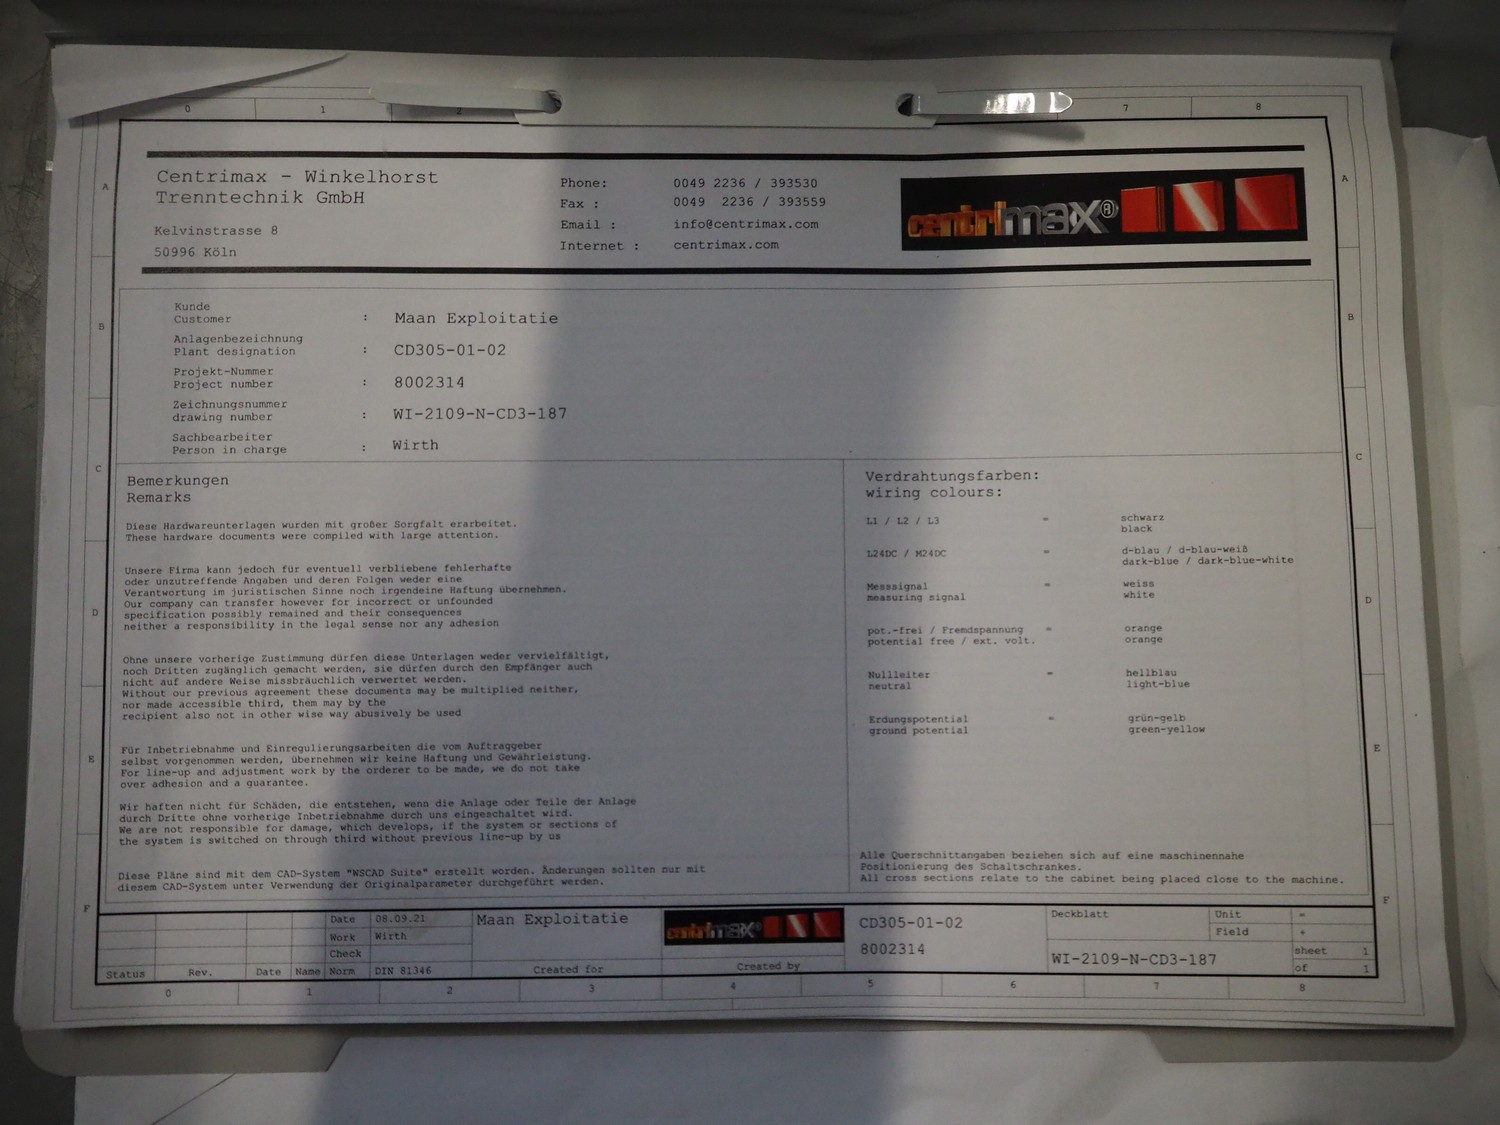 0 1 2 7 8
Centrimax - Winkelhorst
Trenntechnik GmbH
Kelvinstrasse 8
50996 Köln
Phone: 0049 2236 / 393530
Fax : 0049 2236 / 393559
Email : info@centrimax.com
Internet : centrimax.com
centrimax®
A A
B B
C C
D D
E E
F F
Kunde
Customer : Maan Exploitatie
Anlagenbezeichnung
Plant designation : CD305-01-02
Projekt-Nummer
Project number : 8002314
Zeichnungsnummer
drawing number : WI-2109-N-CD3-187
Sachbearbeiter
Person in charge : Wirth
Bemerkungen
Remarks
Diese Hardwareunterlagen wurden mit großer Sorgfalt erarbeitet.
These hardware documents were compiled with large attention.
Unsere Firma kann jedoch für eventuell verbliebene fehlerhafte
oder unzutreffende Angaben und deren Folgen weder eine
Verantwortung im juristischen Sinne noch irgendeine Haftung übernehmen.
Our company can transfer however for incorrect or unfounded
specification possibly remained and their consequences
neither a responsibility in the legal sense nor any adhesion
Ohne unsere vorherige Zustimmung dürfen diese Unterlagen weder vervielfältigt,
noch Dritten zugänglich gemacht werden, sie dürfen durch den Empfänger auch
nicht auf andere Weise missbräuchlich verwertet werden.
Without our previous agreement these documents may be multiplied neither,
nor made accessible third, them may by the
recipient also not in other wise way abusively be used
Für Inbetriebnahme und Einregulierungsarbeiten die vom Auftraggeber
selbst vorgenommen werden, übernehmen wir keine Haftung und Gewährleistung.
For line-up and adjustment work by the orderer to be made, we do not take
over adhesion and a guarantee.
Wir haften nicht für Schäden, die entstehen, wenn die Anlage oder Teile der Anlage
durch Dritte ohne vorherige Inbetriebnahme durch uns eingeschaltet wird.
We are not responsible for damage, which develops, if the system or sections of
the system is switched on through third without previous line-up by us
Diese Pläne sind mit dem CAD-System "WSCAD Suite" erstellt worden. Änderungen sollten nur mit
diesem CAD-System unter Verwendung der Originalparameter durchgeführt werden.
Verdrahtungsfarben:
wiring colours:
L1 / L2 / L3 = schwarz
black
L24DC / M24DC = d-blau / d-blau-weiß
dark-blue / dark-blue-white
Messsignal = weiss
measuring signal white
pot.-frei / Fremdspannung = orange
potential free / ext. volt. orange
Nullleiter = hellblau
neutral light-blue
Erdungspotential = grün-gelb
ground potential green-yellow
Alle Querschnittangaben beziehen sich auf eine maschinennahe
Positionierung des Schaltschrankes.
All cross sections relate to the cabinet being placed close to the machine.
Status Rev. Date Name
Date 08.09.21
Work Wirth
Check
Norm DIN 81346
Maan Exploitatie
Created for
centrimax®
Created by
CD305-01-02
8002314
Deckblatt
WI-2109-N-CD3-187
Unit =
Field +
sheet 1
of 1
0 1 2 3 4 5 6 7 8